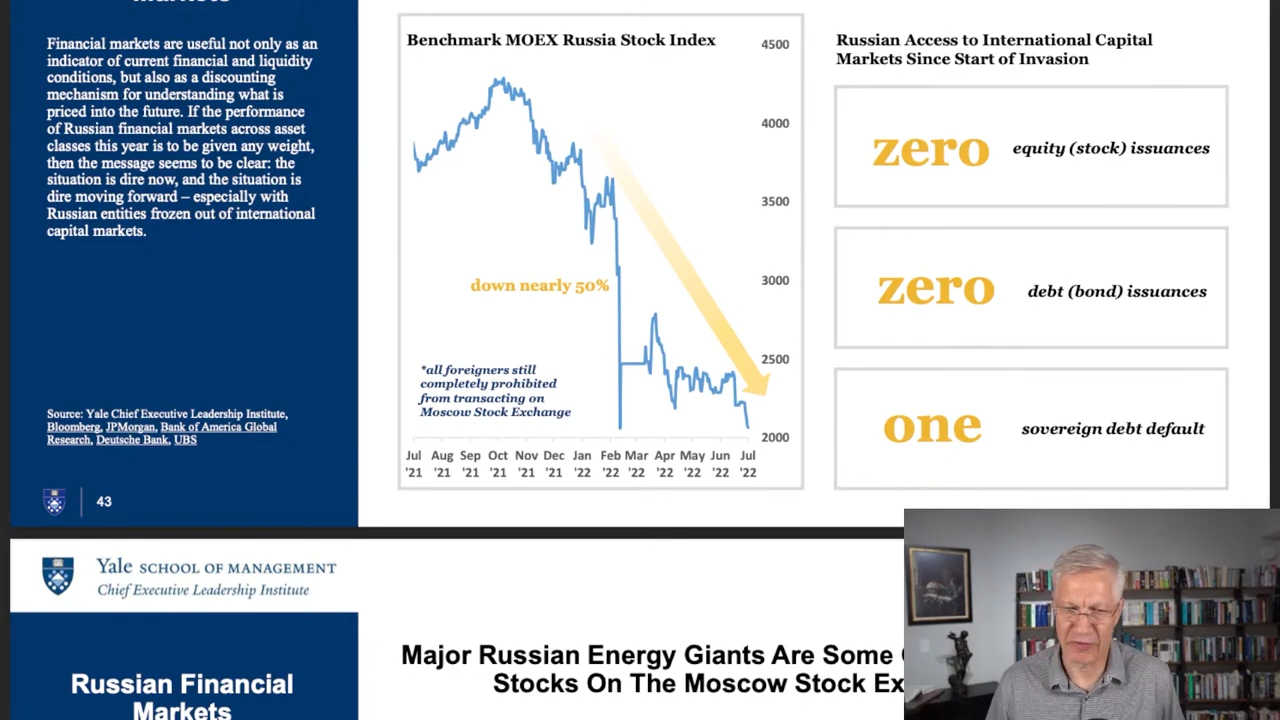 Markets
Financial markets are useful not only as an
indicator of current financial and liquidity
conditions, but also as a discounting
mechanism for understanding what is
priced into the future. If the performance
of Russian financial markets across asset
classes this year is to be given any weight,
then the message seems to be clear: the
situation is dire now, and the situation is
dire moving forward – especially with
Russian entities frozen out of international
capital markets.
Source: Yale Chief Executive Leadership Institute,
Bloomberg, JPMorgan, Bank of America Global
Research, Deutsche Bank, UBS
43
Benchmark MOEX Russia Stock Index
4500
4000
3500
3000
2500
2000
down nearly 50%
*all foreigners still
completely prohibited
from transacting on
Moscow Stock Exchange
Jul Aug Sep Oct Nov Dec Jan Feb Mar Apr May Jun Jul
'21 '21 '21 '21 '21 '21 '22 '22 '22 '22 '22 '22 '22
Russian Access to International Capital
Markets Since Start of Invasion
zero equity (stock) issuances
zero debt (bond) issuances
one sovereign debt default
Yale SCHOOL OF MANAGEMENT
Chief Executive Leadership Institute
Russian Financial
Markets
Major Russian Energy Giants Are Some
Stocks On The Moscow Stock Ex